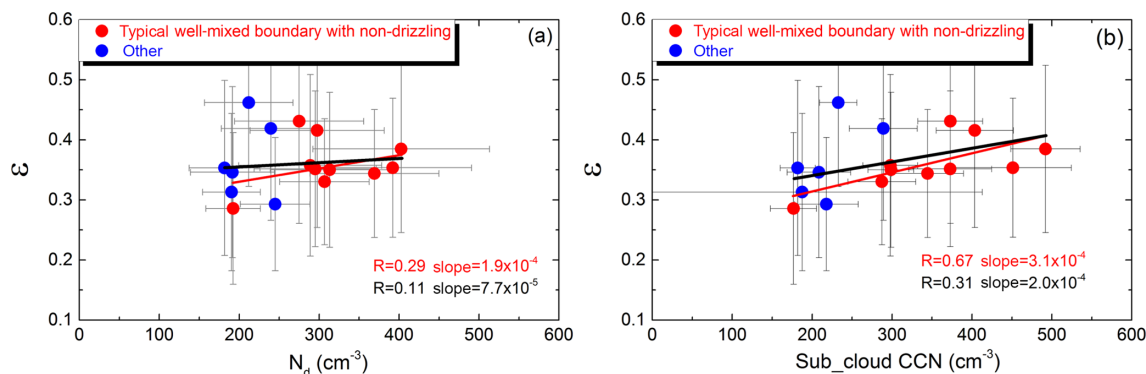 Typical well-mixed boundary with non-drizzling
Other
(a)
0.6
0.5
0.4
0.3
0.2
0.1
ε
R=0.29 slope=1.9x10⁻⁴
R=0.11 slope=7.7x10⁻⁵
0 100 200 300 400 500 600
N_d (cm⁻³)
Typical well-mixed boundary with non-drizzling
Other
(b)
0.6
0.5
0.4
0.3
0.2
0.1
ε
R=0.67 slope=3.1x10⁻⁴
R=0.31 slope=2.0x10⁻⁴
0 100 200 300 400 500 600
Sub_cloud CCN (cm⁻³)